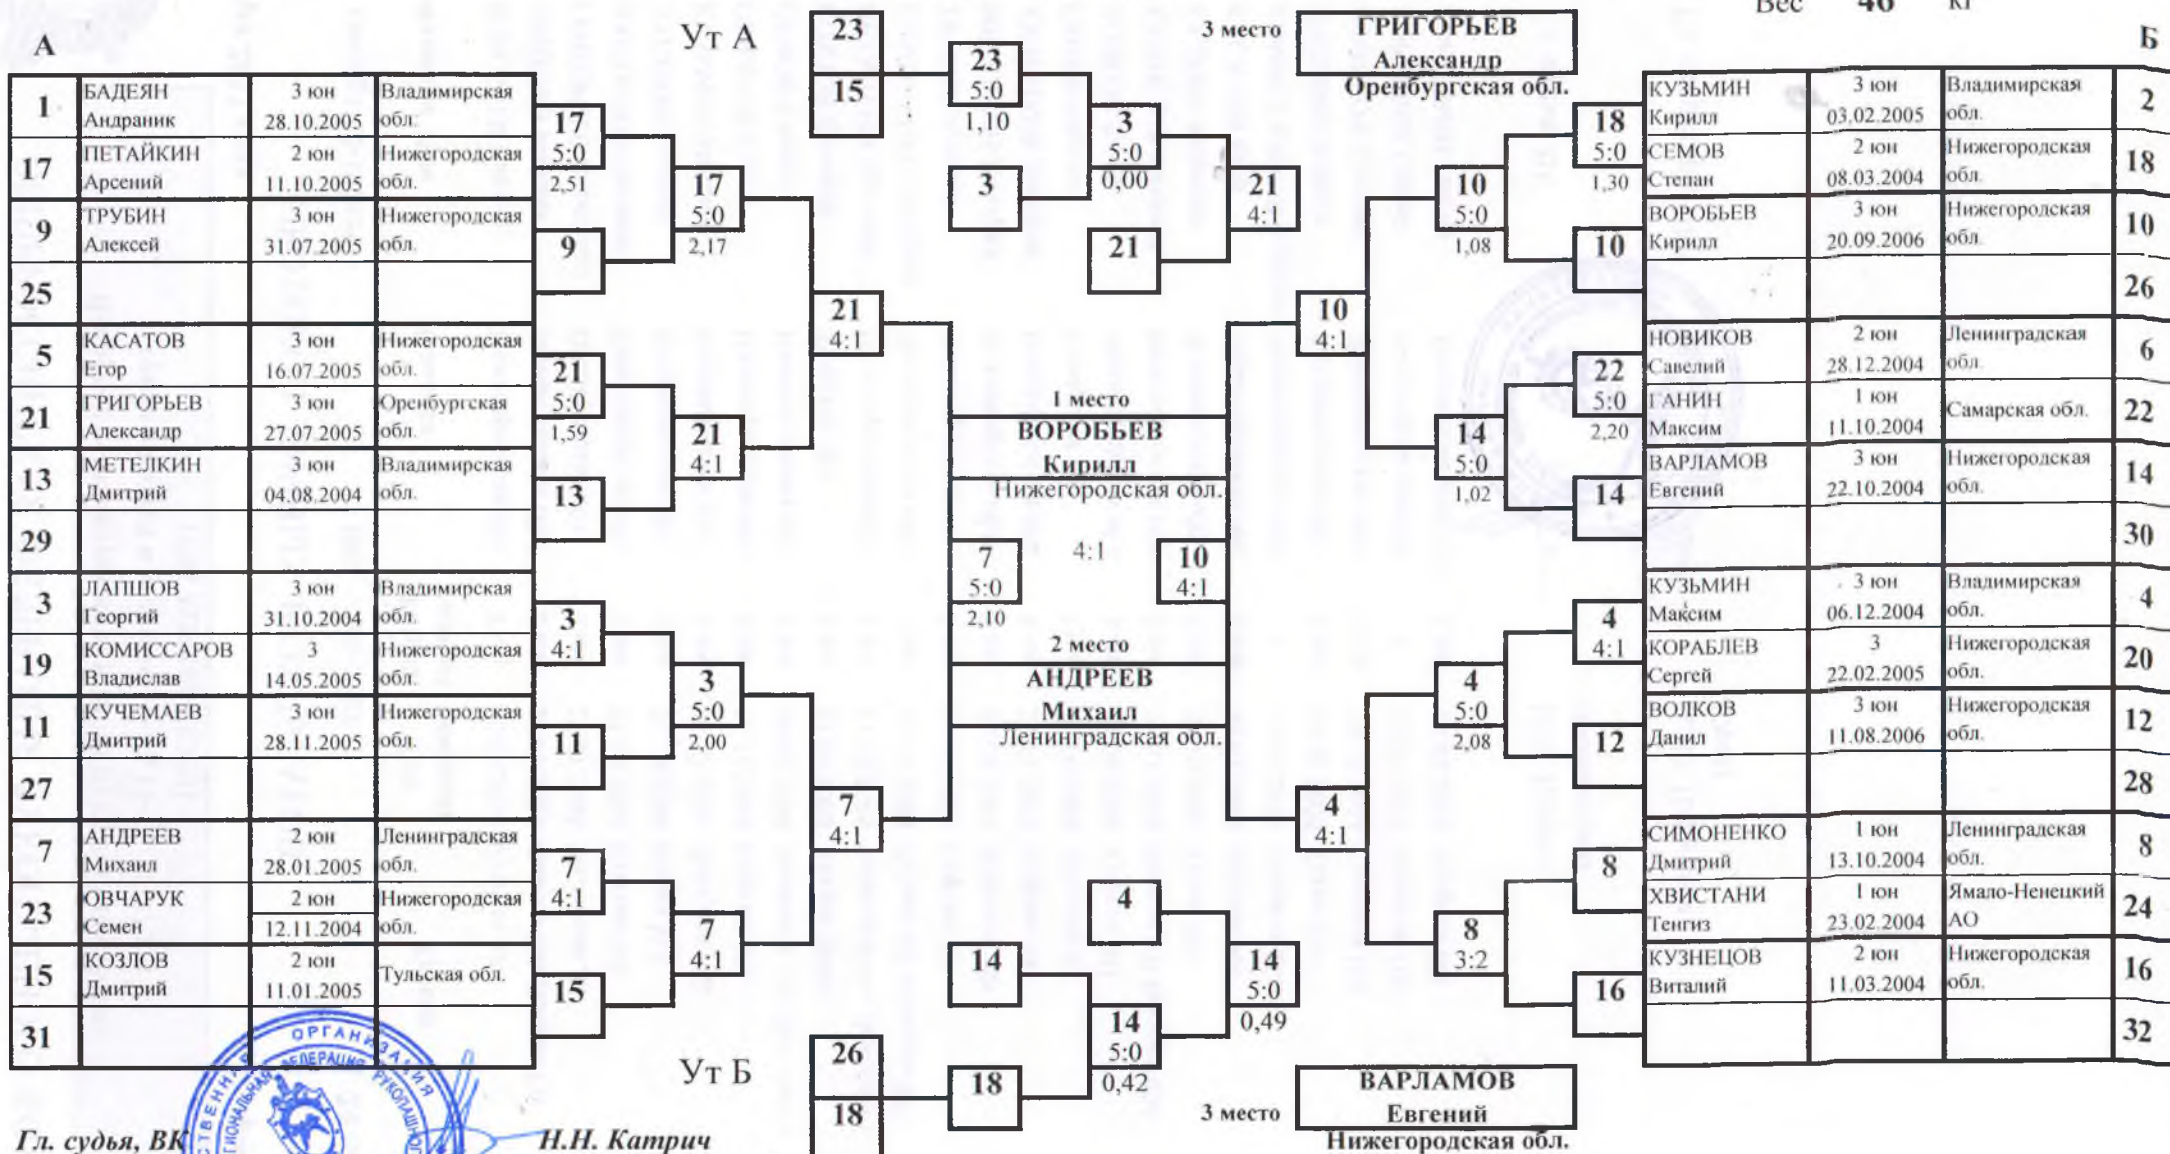 Вес 46 кг
А
Ут А
Б
1 БАДЕЯН Андраник 3 юн 28.10.2005 Владимирская обл.
17 ПЕТАЙКИН Арсений 2 юн 11.10.2005 Нижегородская обл.
9 ТРУБИН Алексей 3 юн 31.07.2005 Нижегородская обл.
25
5 КАСАТОВ Егор 3 юн 16.07.2005 Нижегородская обл.
21 ГРИГОРЬЕВ Александр 3 юн 27.07.2005 Оренбургская обл.
13 МЕТЕЛКИН Дмитрий 3 юн 04.08.2004 Владимирская обл.
29
3 ЛАПШОВ Георгий 3 юн 31.10.2004 Владимирская обл.
19 КОМИССАРОВ Владислав 3 14.05.2005 Нижегородская обл.
11 КУЧЕМАЕВ Дмитрий 3 юн 28.11.2005 Нижегородская обл.
27
7 АНДРЕЕВ Михаил 2 юн 28.01.2005 Ленинградская обл.
23 ОВЧАРУК Семен 2 юн 12.11.2004 Нижегородская обл.
15 КОЗЛОВ Дмитрий 2 юн 11.01.2005 Тульская обл.
31
17
5:0
2,51
9
21
5:0
1,59
13
3
4:1
11
7
4:1
15
17
5:0
2,17
21
4:1
3
5:0
2,00
7
4:1
21
4:1
7
4:1
23
15
23
5:0
1,10
3
3
5:0
0,00
21
21
4:1
3 место
ГРИГОРЬЕВ
Александр
Оренбургская обл.
1 место
ВОРОБЬЕВ
Кирилл
Нижегородская обл.
7
5:0
2,10
4:1
10
4:1
2 место
АНДРЕЕВ
Михаил
Ленинградская обл.
10
4:1
4
4:1
10
5:0
1,08
14
5:0
1,02
4
5:0
2,08
8
3:2
18
5:0
1,30
10
22
5:0
2,20
14
4
4:1
12
8
16
КУЗЬМИН Кирилл 3 юн 03.02.2005 Владимирская обл. 2
СЕМОВ Степан 2 юн 08.03.2004 Нижегородская обл. 18
ВОРОБЬЕВ Кирилл 3 юн 20.09.2006 Нижегородская обл. 10
26
НОВИКОВ Савелий 2 юн 28.12.2004 Ленинградская обл. 6
ГАНИН Максим 1 юн 11.10.2004 Самарская обл. 22
ВАРЛАМОВ Евгений 3 юн 22.10.2004 Нижегородская обл. 14
30
КУЗЬМИН Максим 3 юн 06.12.2004 Владимирская обл. 4
КОРАБЛЕВ Сергей 3 22.02.2005 Нижегородская обл. 20
ВОЛКОВ Данил 3 юн 11.08.2006 Нижегородская обл. 12
28
СИМОНЕНКО Дмитрий 1 юн 13.10.2004 Ленинградская обл. 8
ХВИСТАНИ Тенгиз 1 юн 23.02.2004 Ямало-Ненецкий АО 24
КУЗНЕЦОВ Виталий 2 юн 11.03.2004 Нижегородская обл. 16
32
Ут Б
26
18
14
18
4
14
5:0
0,42
14
5:0
0,49
3 место
ВАРЛАМОВ
Евгений
Нижегородская обл.
ОРГАНИЗАЦИЯ
Гл. судья, ВК
Н.Н. Катрич